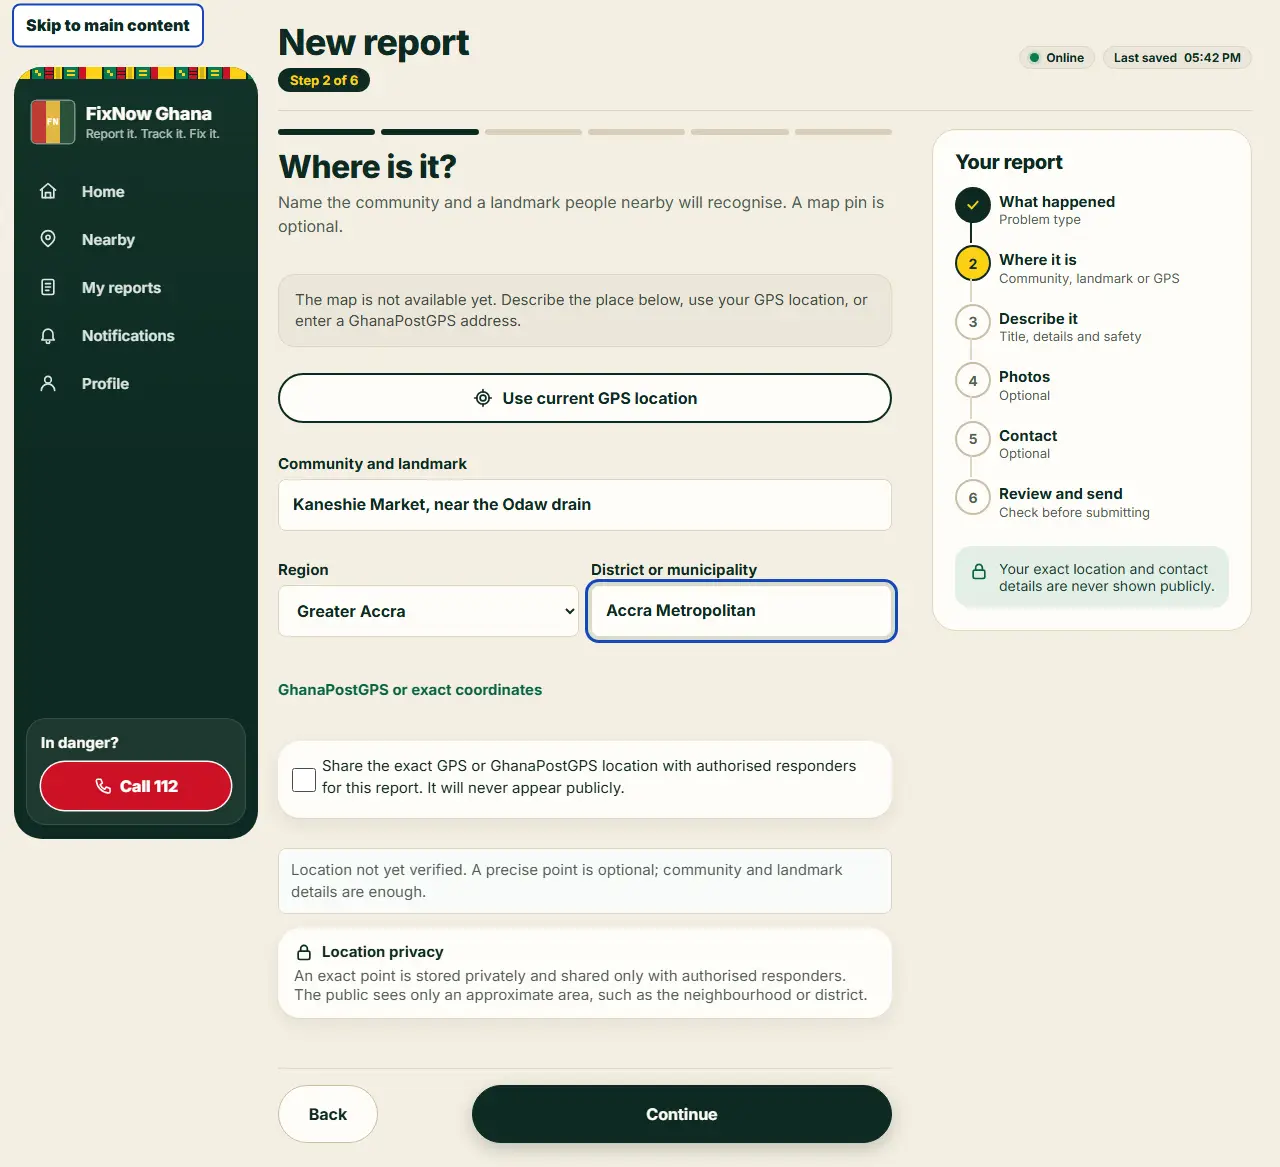 Skip to main content
FN
FixNow Ghana
Report it. Track it. Fix it.
Home
Nearby
My reports
Notifications
Profile
In danger?
Call 112
New report
Step 2 of 6
Online
Last saved 05:42 PM
Where is it?
Name the community and a landmark people nearby will recognise. A map pin is
optional.
The map is not available yet. Describe the place below, use your GPS location, or
enter a GhanaPostGPS address.
Use current GPS location
Community and landmark
Kaneshie Market, near the Odaw drain
Region
District or municipality
Greater Accra
Accra Metropolitan
GhanaPostGPS or exact coordinates
Share the exact GPS or GhanaPostGPS location with authorised responders
for this report. It will never appear publicly.
Location not yet verified. A precise point is optional; community and landmark
details are enough.
Location privacy
An exact point is stored privately and shared only with authorised responders.
The public sees only an approximate area, such as the neighbourhood or district.
Back
Continue
Your report
What happened
Problem type
2
Where it is
Community, landmark or GPS
3
Describe it
Title, details and safety
4
Photos
Optional
5
Contact
Optional
6
Review and send
Check before submitting
Your exact location and contact
details are never shown publicly.